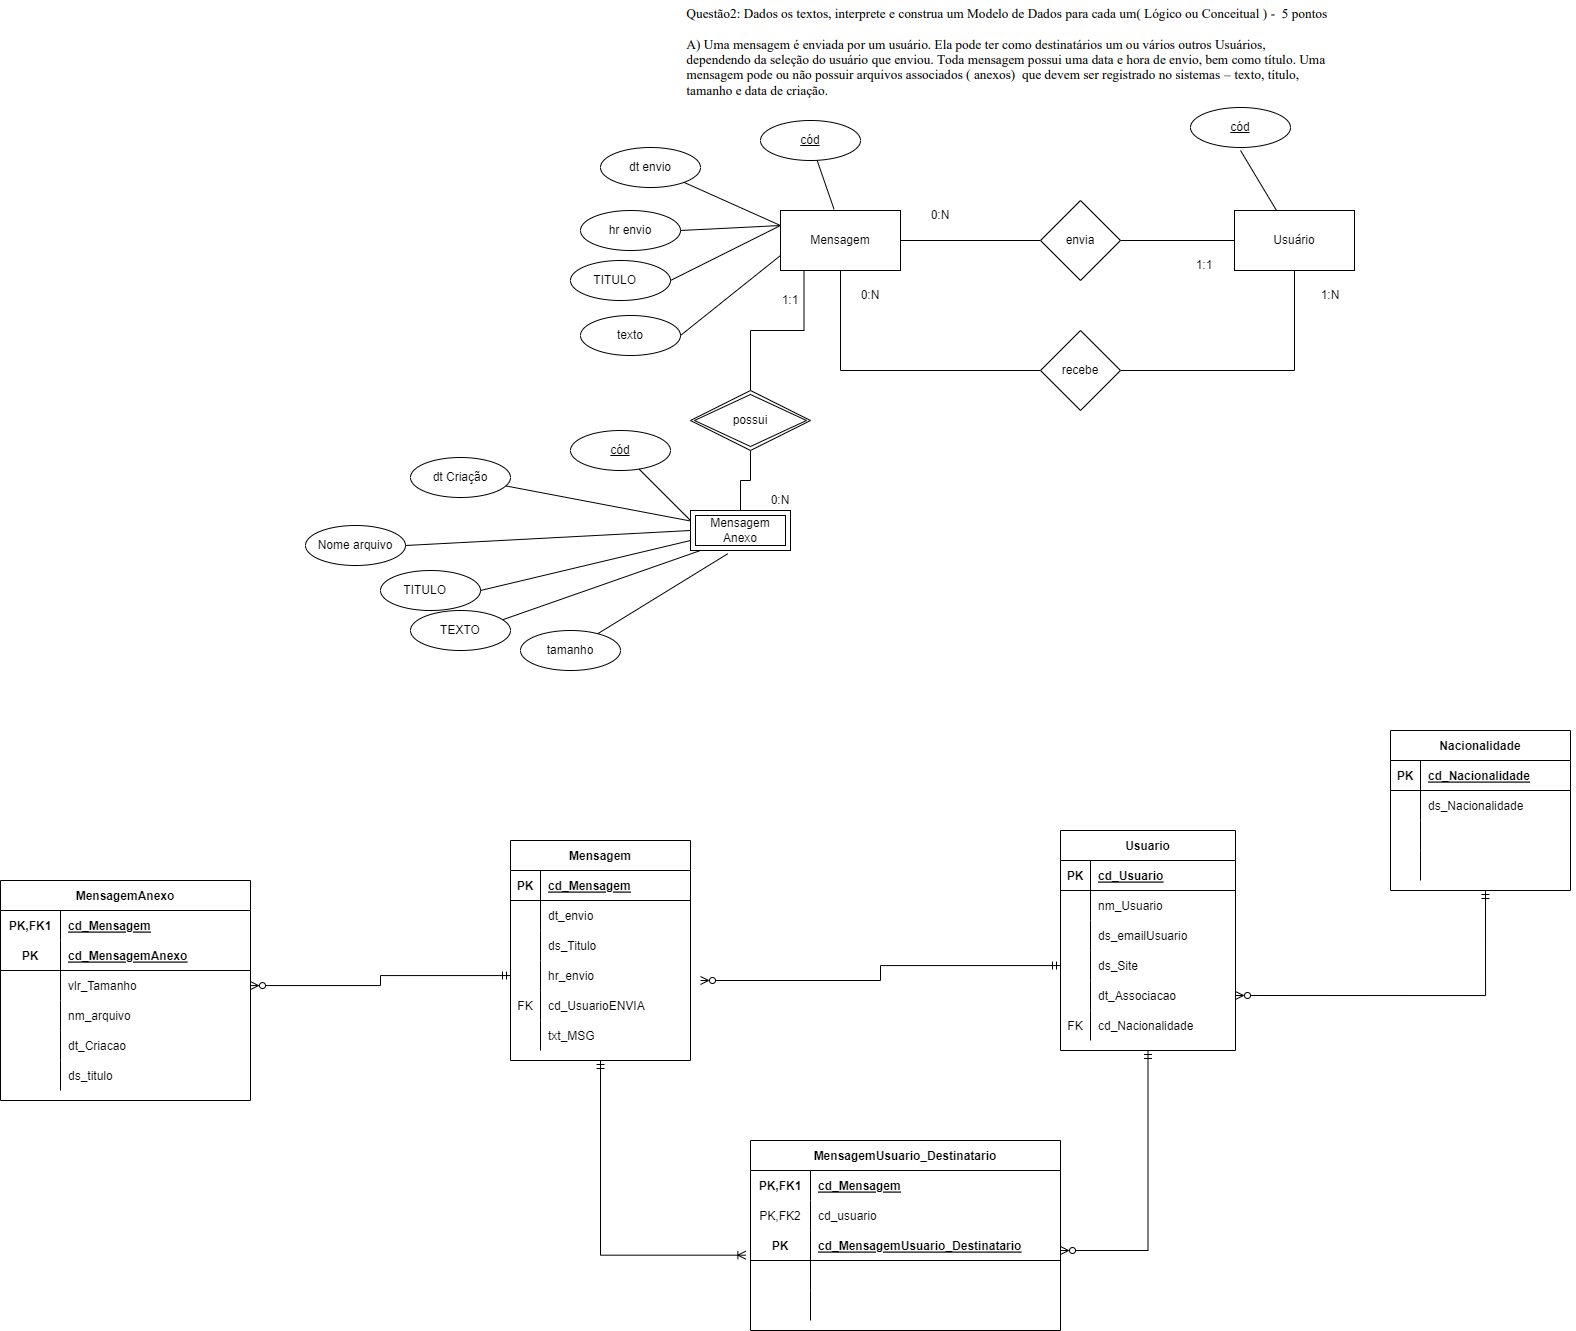 Questão2: Dados os textos, interprete e construa um Modelo de Dados para cada um( Lógico ou Conceitual ) -  5 pontos
A) Uma mensagem é enviada por um usuário. Ela pode ter como destinatários um ou vários outros Usuários,
dependendo da seleção do usuário que enviou. Toda mensagem possui uma data e hora de envio, bem como título. Uma
mensagem pode ou não possuir arquivos associados ( anexos)  que devem ser registrado no sistemas – texto, título,
tamanho e data de criação.
cód
cód
dt envio
hr envio
TITULO
texto
Mensagem
0:N
envia
1:1
Usuário
1:1
0:N
1:N
recebe
possui
cód
dt Criação
Nome arquivo
TITULO
TEXTO
tamanho
0:N
Mensagem
Anexo
Nacionalidade
PK cd_Nacionalidade
ds_Nacionalidade
Usuario
PK cd_Usuario
nm_Usuario
ds_emailUsuario
ds_Site
dt_Associacao
FK cd_Nacionalidade
Mensagem
PK cd_Mensagem
dt_envio
ds_Titulo
hr_envio
FK cd_UsuarioENVIA
txt_MSG
MensagemAnexo
PK,FK1 cd_Mensagem
PK cd_MensagemAnexo
vlr_Tamanho
nm_arquivo
dt_Criacao
ds_titulo
MensagemUsuario_Destinatario
PK,FK1 cd_Mensagem
PK,FK2 cd_usuario
PK cd_MensagemUsuario_Destinatario